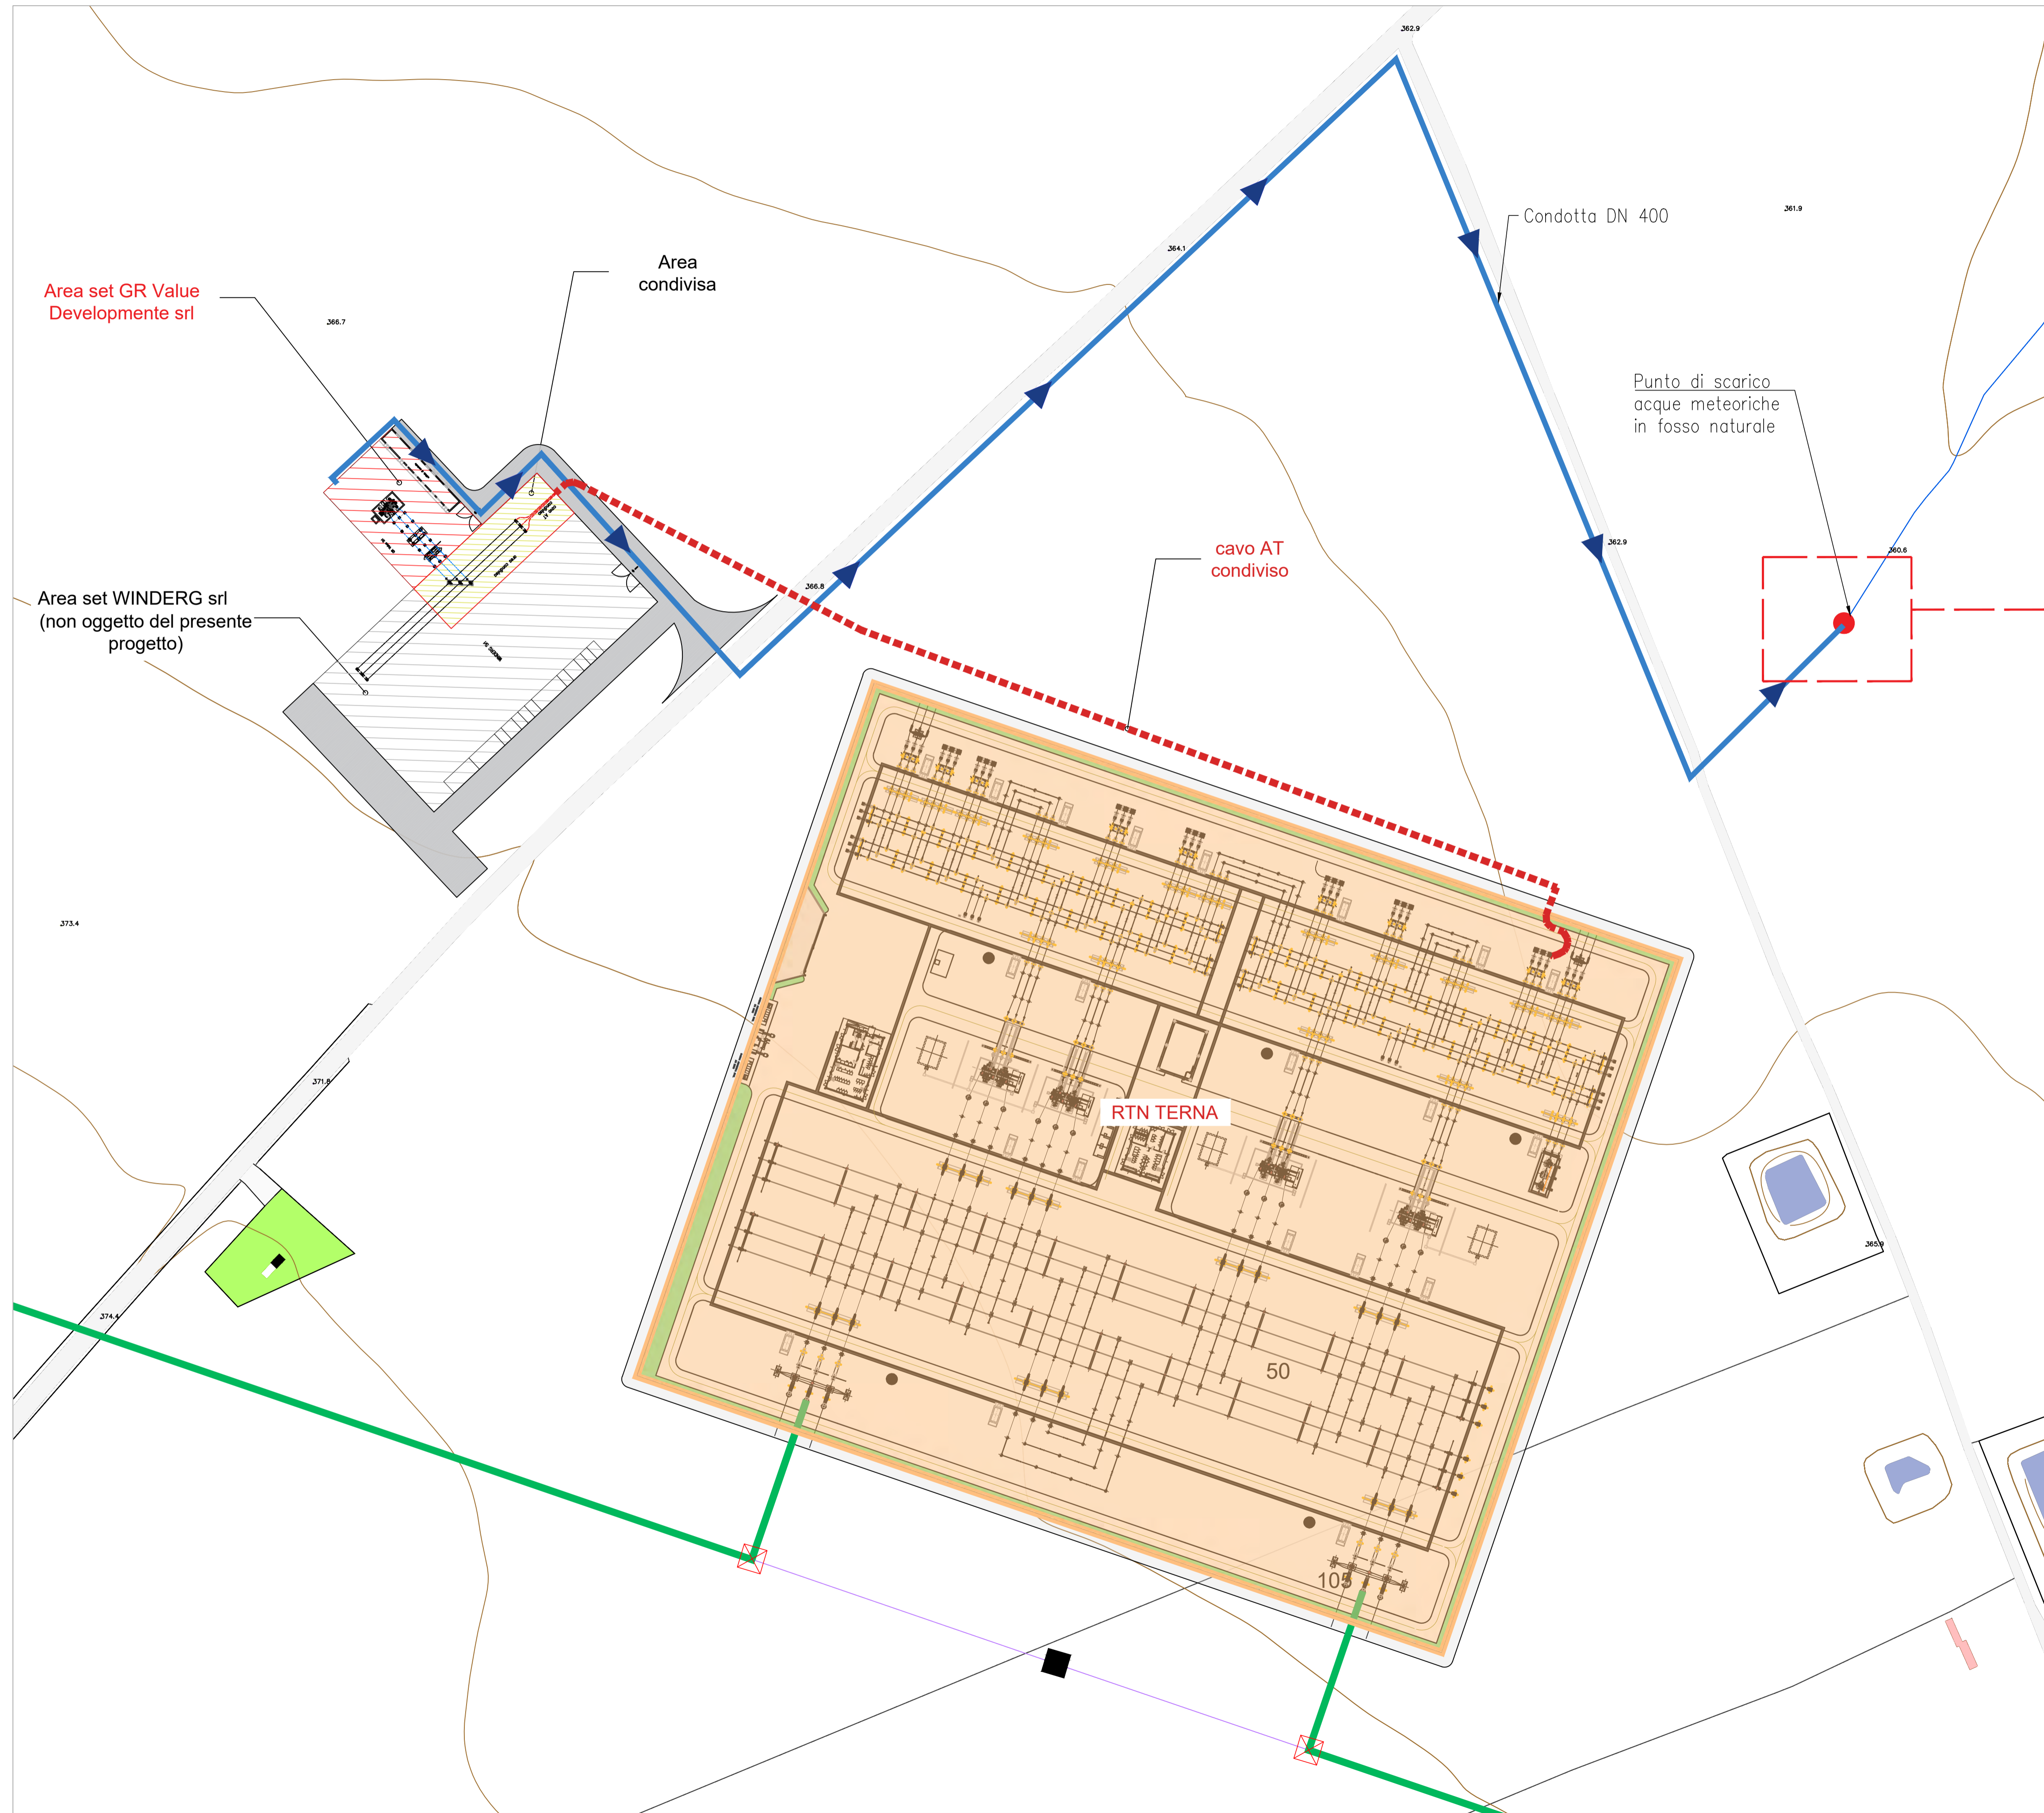 362.9
361.9
Condotta DN 400
364.1
Area
condivisa
Area set GR Value
Developmente srl
366.7
Punto di scarico
acque meteoriche
in fosso naturale
362.9
360.6
cavo AT
condiviso
366.8
Area set WINDERG srl
(non oggetto del presente
progetto)
373.4
371.8
RTN TERNA
365.9
374.4
50
105